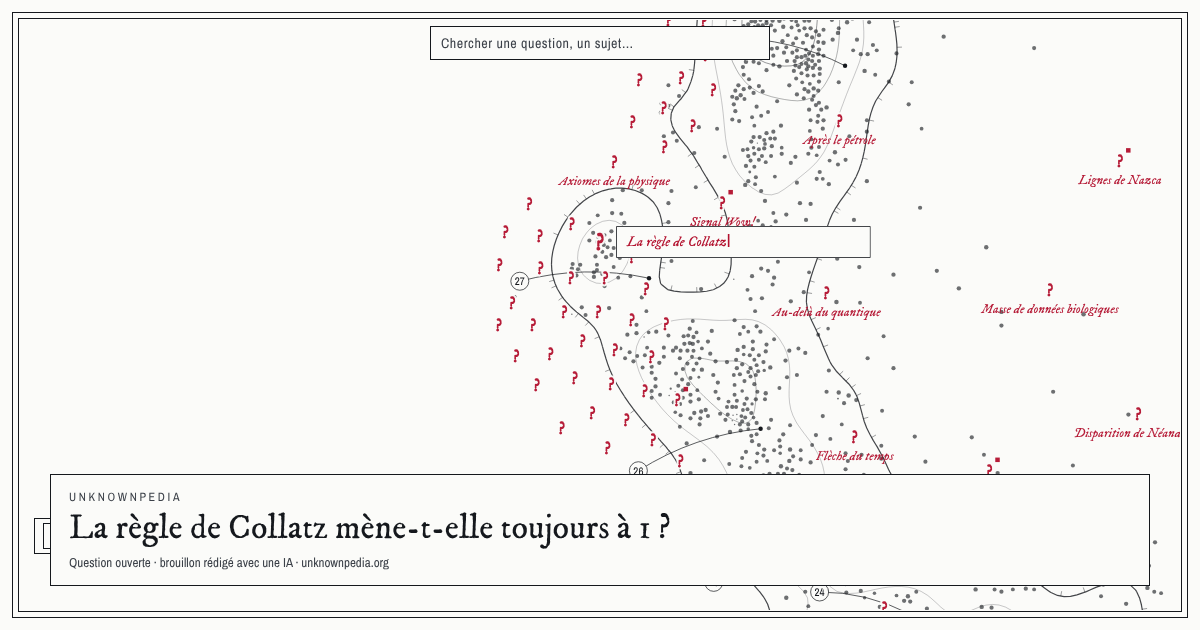 Chercher une question, un sujet...
Après le pétrole
Lignes de Nazca
Axiomes de la physique
Signal Wow!
La règle de Collatz
27
Masse de données biologiques
Au-delà du quantique
Disparition de Néand
Flèche du temps
26
UNKNOWNPEDIA
La règle de Collatz mène-t-elle toujours à 1 ?
Question ouverte · brouillon rédigé avec une IA · unknownpedia.org
24